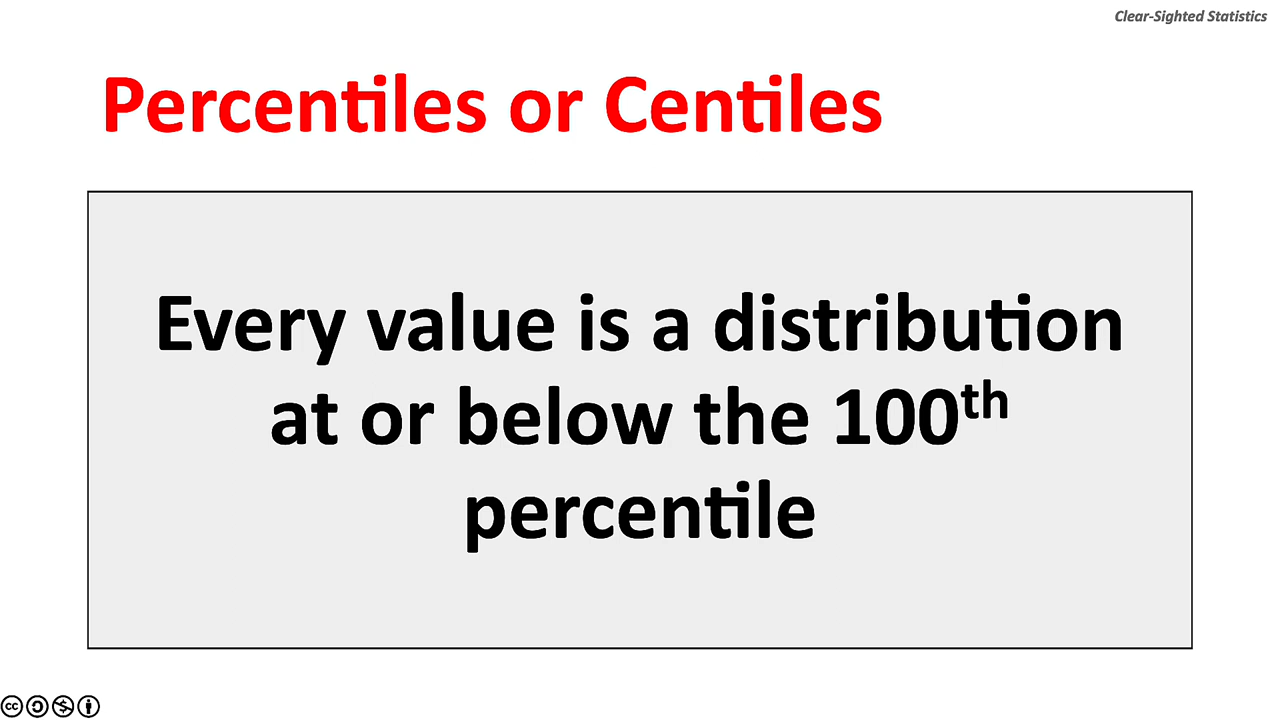 Clear-Sighted Statistics
Percentiles or Centiles
Every value is a distribution
at or below the 100th
percentile